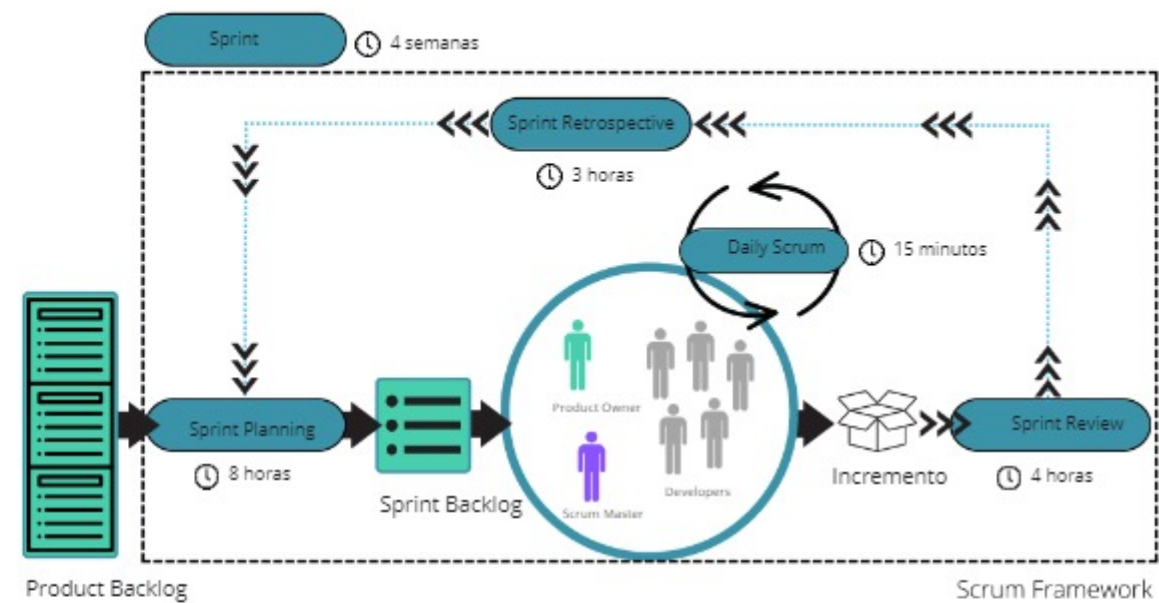 Sprint
4 semanas
Sprint Retrospective
3 horas
Daily Scrum
15 minutos
Product Owner
Scrum Master
Developers
Sprint Planning
8 horas
Sprint Backlog
Incremento
Sprint Review
4 horas
Product Backlog
Scrum Framework